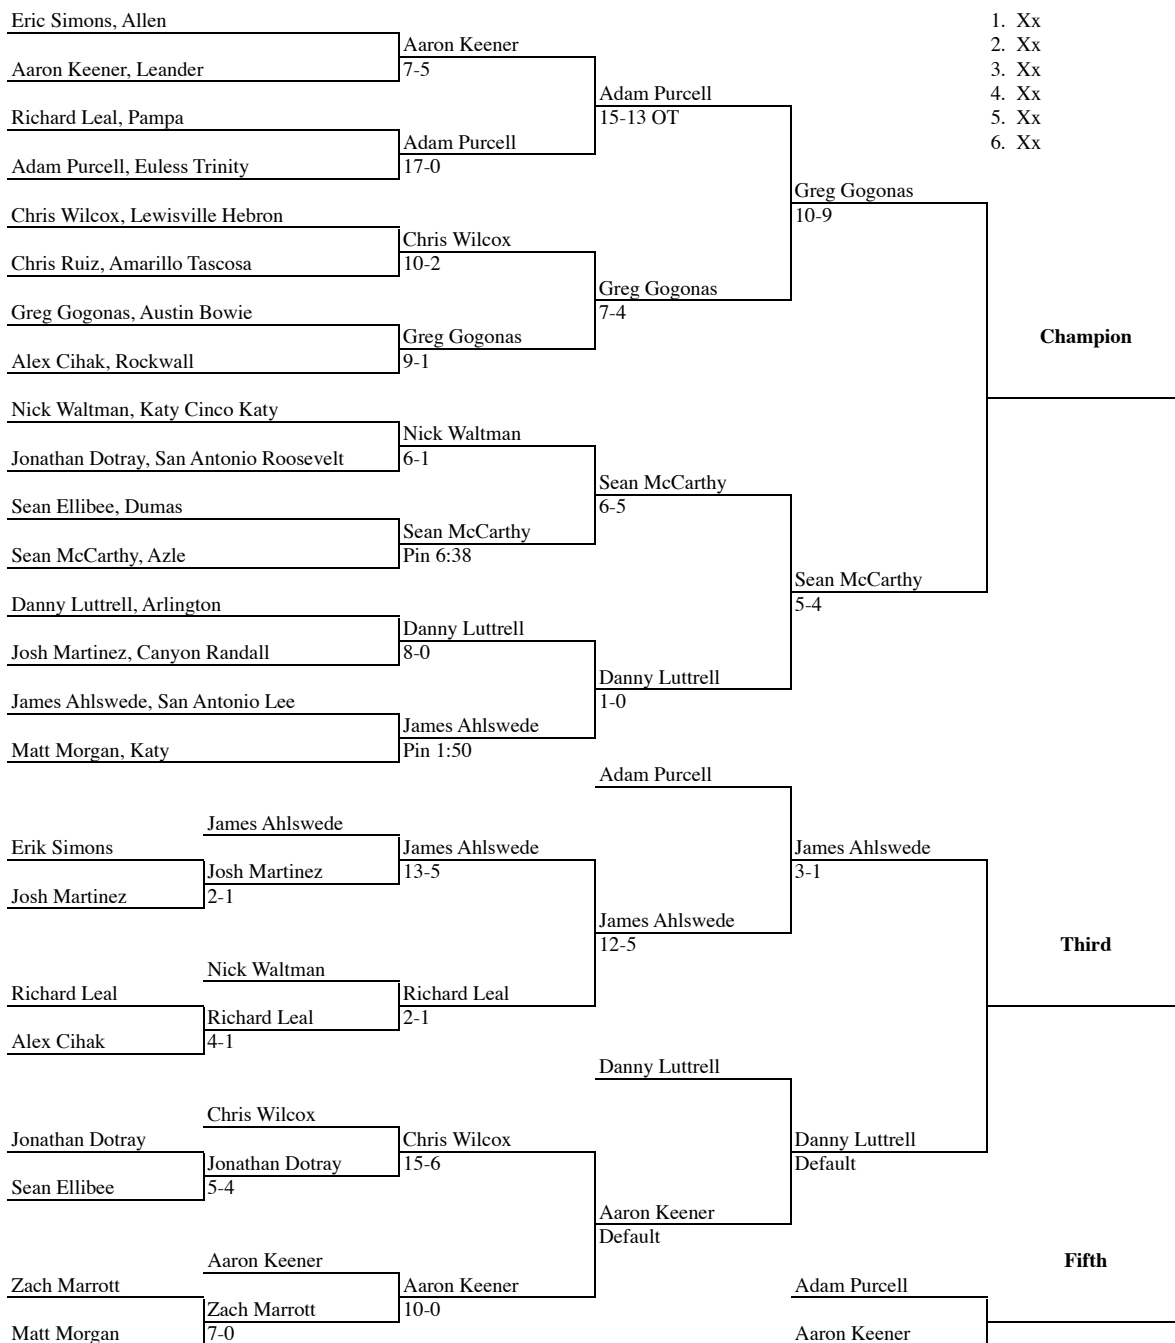 Eric Simons, Allen
Aaron Keener
7-5
Aaron Keener, Leander
Adam Purcell
15-13 OT
Richard Leal, Pampa
Adam Purcell
17-0
Adam Purcell, Euless Trinity
Greg Gogonas
10-9
Chris Wilcox, Lewisville Hebron
Chris Wilcox
10-2
Chris Ruiz, Amarillo Tascosa
Greg Gogonas
7-4
Greg Gogonas, Austin Bowie
Greg Gogonas
9-1
Alex Cihak, Rockwall
1. Xx
2. Xx
3. Xx
4. Xx
5. Xx
6. Xx
Champion
Nick Waltman, Katy Cinco Katy
Nick Waltman
6-1
Jonathan Dotray, San Antonio Roosevelt
Sean McCarthy
6-5
Sean Ellibee, Dumas
Sean McCarthy
Pin 6:38
Sean McCarthy, Azle
Sean McCarthy
5-4
Danny Luttrell, Arlington
Danny Luttrell
8-0
Josh Martinez, Canyon Randall
Danny Luttrell
1-0
James Ahlswede, San Antonio Lee
James Ahlswede
Pin 1:50
Matt Morgan, Katy
Adam Purcell
James Ahlswede
Erik Simons
James Ahlswede
13-5
James Ahlswede
3-1
Josh Martinez
2-1
Josh Martinez
James Ahlswede
12-5
Third
Nick Waltman
Richard Leal
Richard Leal
2-1
Richard Leal
4-1
Alex Cihak
Danny Luttrell
Chris Wilcox
Jonathan Dotray
Chris Wilcox
15-6
Danny Luttrell
Default
Jonathan Dotray
5-4
Sean Ellibee
Aaron Keener
Default
Aaron Keener
Fifth
Zach Marrott
Aaron Keener
10-0
Adam Purcell
Zach Marrott
7-0
Matt Morgan
Aaron Keener